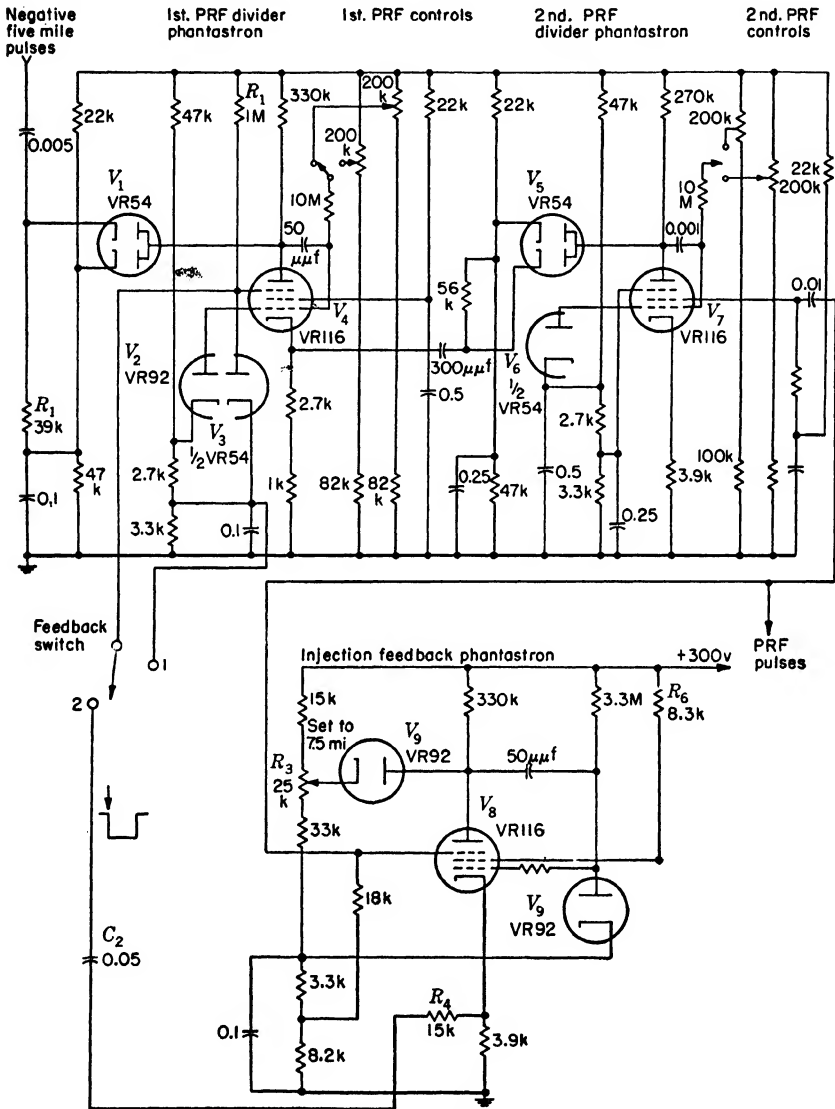 Negative five mile pulses
1st. PRF divider phantastron
1st. PRF controls
2nd. PRF divider phantastron
2nd. PRF controls
0.005
22k
47k
R₁
1M
330k
200
k
200
k
22k
22k
47k
270k
200k
22k
200k
V₁
VR54
10M
50
μμf
V₅
VR54
10
M
0.001
0.01
V₄
VR116
56
k
V₇
VR116
V₂
VR92
300μμf
V₆
½
VR54
R₁
39k
V₃
½VR54
2.7k
0.5
2.7k
0.1
47
k
2.7k
3.3k
0.1
1k
82k
82
k
0.25
47k
0.5
3.3k
0.25
3.9k
100k
Feedback
switch
1
2
PRF
pulses
Injection feedback phantastron
+300v
15k
330k
3.3M
R₆
8.3k
Set to
7.5 mi
V₉
VR92
50μμf
R₃
25
k
V₈
VR116
33k
18k
V₉
VR92
C₂
0.05
3.3k
R₄
15k
0.1
8.2k
3.9k